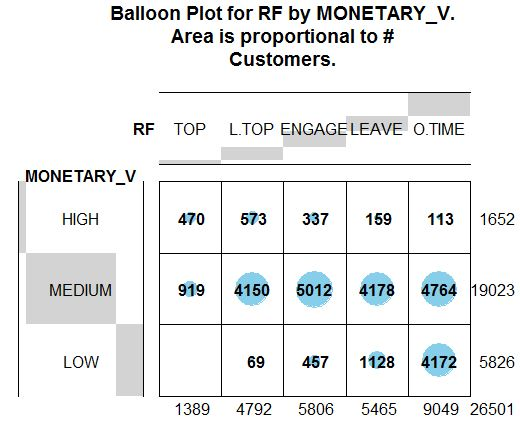 Balloon Plot for RF by MONETARY_V.
Area is proportional to #
Customers.
RF TOP L.TOP ENGAGE LEAVE O.TIME
MONETARY_V
HIGH 470 573 337 159 113 1652
MEDIUM 919 4150 5012 4178 4764 19023
LOW 69 457 1128 4172 5826
1389 4792 5806 5465 9049 26501